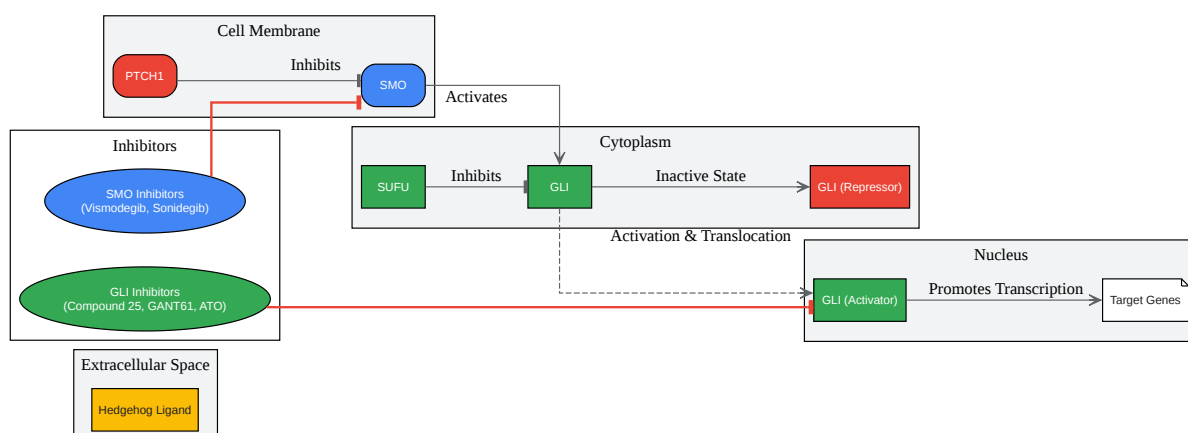 Cell Membrane
PTCH1
Inhibits
SMO
Activates
Inhibitors
SMO Inhibitors
(Vismodegib, Sonidegib)
GLI Inhibitors
(Compound 25, GANT61, ATO)
Cytoplasm
SUFU
Inhibits
GLI
Inactive State
GLI (Repressor)
Activation & Translocation
Nucleus
GLI (Activator)
Promotes Transcription
Target Genes
Extracellular Space
Hedgehog Ligand